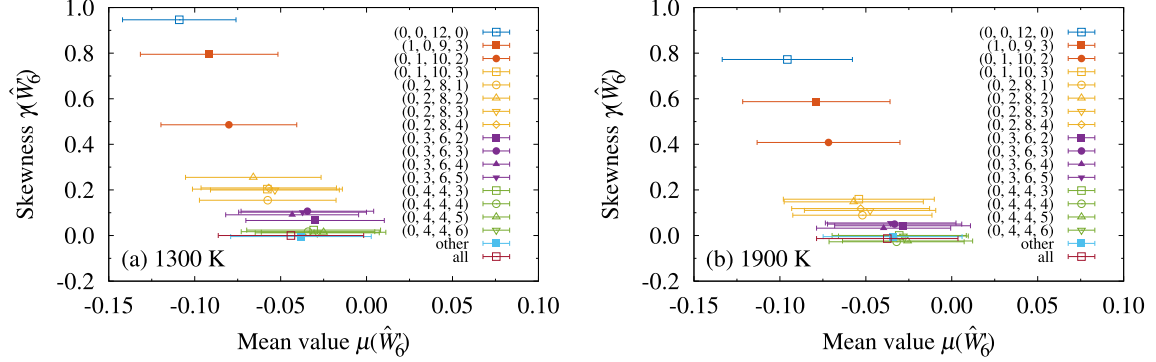 1.0
0.8
0.6
0.4
0.2
0.0
-0.2
Skewness γ(Ŵ'₆)
(0, 0, 12, 0)
(1, 0, 9, 3)
(0, 1, 10, 2)
(0, 1, 10, 3)
(0, 2, 8, 1)
(0, 2, 8, 2)
(0, 2, 8, 3)
(0, 2, 8, 4)
(0, 3, 6, 2)
(0, 3, 6, 3)
(0, 3, 6, 4)
(0, 3, 6, 5)
(0, 4, 4, 3)
(0, 4, 4, 4)
(0, 4, 4, 5)
(0, 4, 4, 6)
other
all
(a) 1300 K
-0.15 -0.10 -0.05 0.00 0.05 0.10
Mean value μ(Ŵ'₆)
1.0
0.8
0.6
0.4
0.2
0.0
-0.2
Skewness γ(Ŵ'₆)
(0, 0, 12, 0)
(1, 0, 9, 3)
(0, 1, 10, 2)
(0, 1, 10, 3)
(0, 2, 8, 1)
(0, 2, 8, 2)
(0, 2, 8, 3)
(0, 2, 8, 4)
(0, 3, 6, 2)
(0, 3, 6, 3)
(0, 3, 6, 4)
(0, 3, 6, 5)
(0, 4, 4, 3)
(0, 4, 4, 4)
(0, 4, 4, 5)
(0, 4, 4, 6)
other
all
(b) 1900 K
-0.15 -0.10 -0.05 0.00 0.05 0.10
Mean value μ(Ŵ'₆)